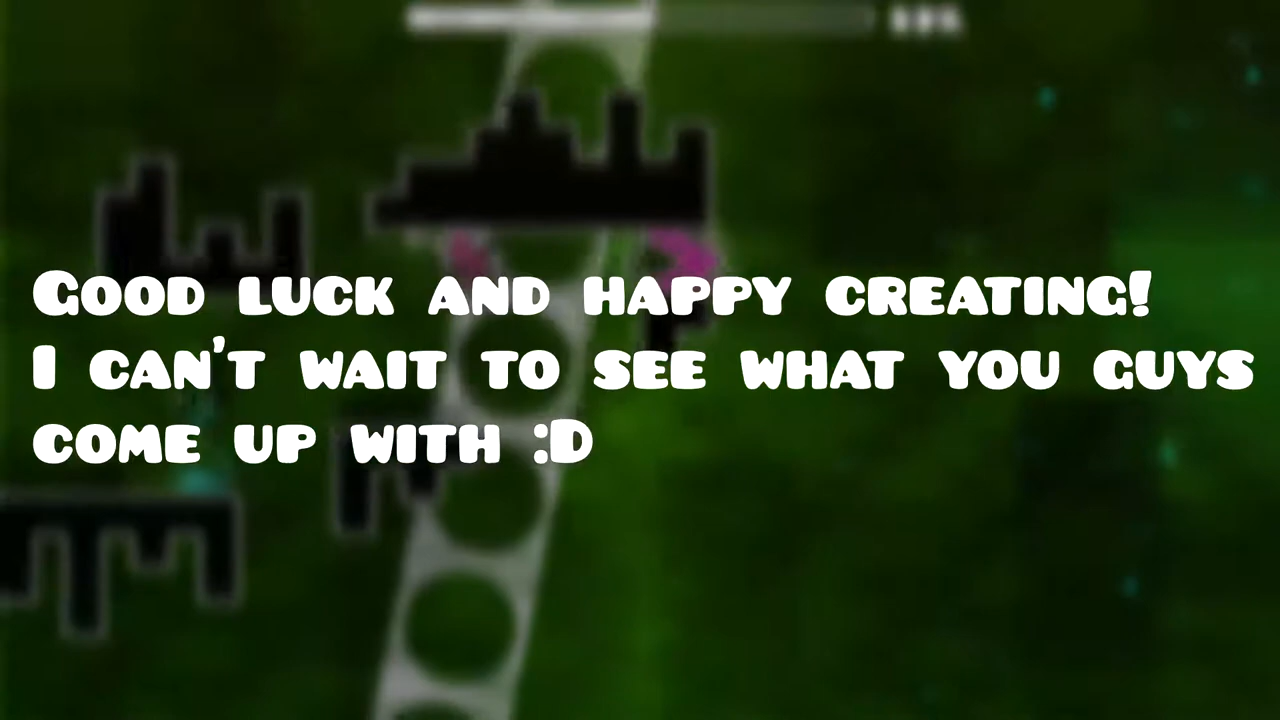 Good luck and happy creating!
I can't wait to see what you guys
come up with :D